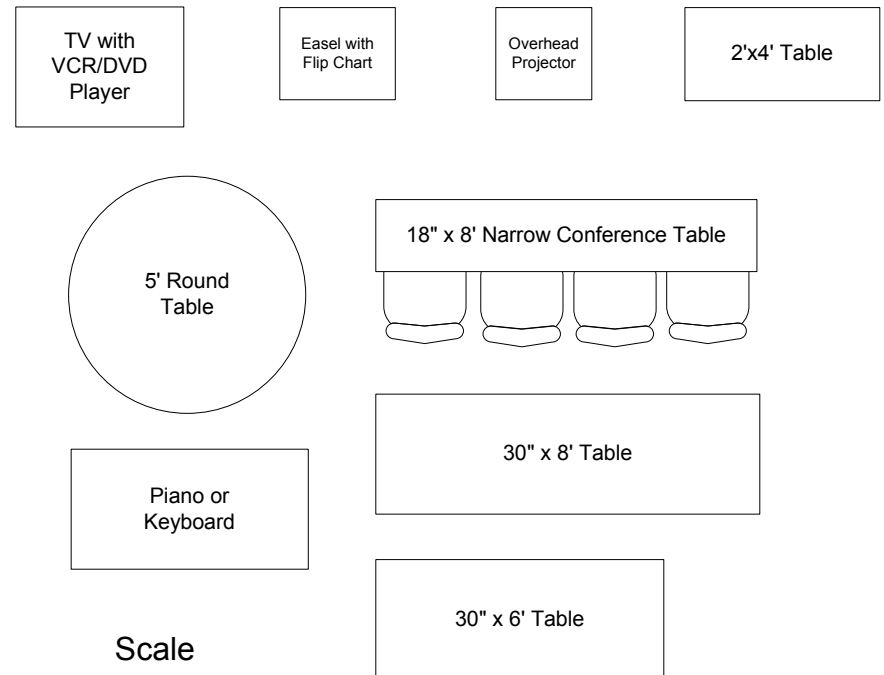 TV with
VCR/DVD
Player
Easel with
Flip Chart
Overhead
Projector
2'x4' Table
5' Round
Table
18" x 8' Narrow Conference Table
30" x 8' Table
Piano or
Keyboard
30" x 6' Table
Scale